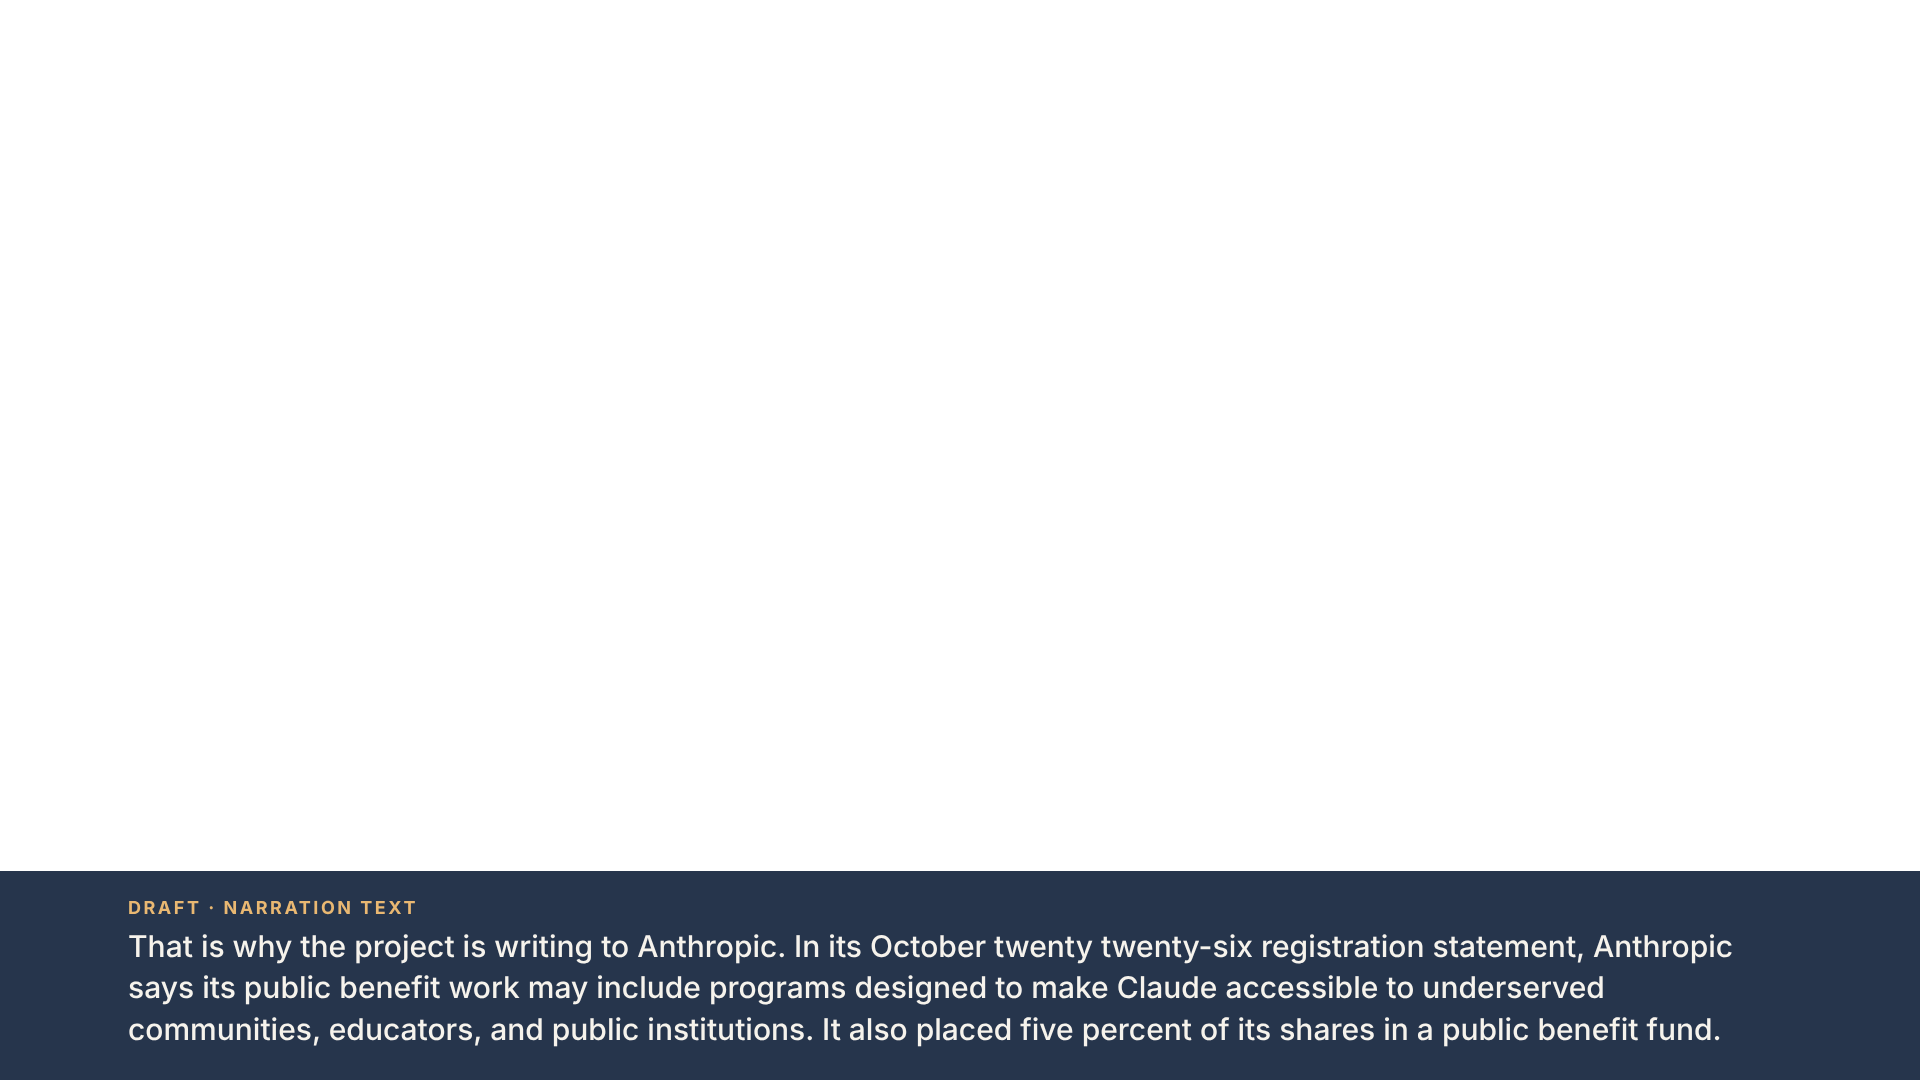 DRAFT · NARRATION TEXT
That is why the project is writing to Anthropic. In its October twenty twenty-six registration statement, Anthropic
says its public benefit work may include programs designed to make Claude accessible to underserved
communities, educators, and public institutions. It also placed five percent of its shares in a public benefit fund.